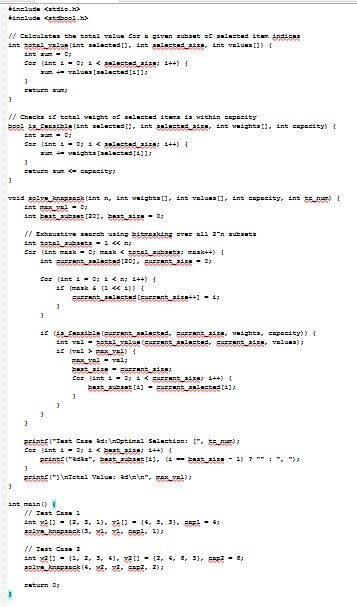 #include <stdio.h>
#include <stdbool.h>

// Calculates the total value for a given subset of selected item indices
int total_value(int selected[], int selected_size, int values[]) {
    int sum = 0;
    for (int i = 0; i < selected_size; i++) {
        sum += values[selected[i]];
    }
    return sum;
}

// Checks if total weight of selected items is within capacity
bool is_feasible(int selected[], int selected_size, int weights[], int capacity) {
    int sum = 0;
    for (int i = 0; i < selected_size; i++) {
        sum += weights[selected[i]];
    }
    return sum <= capacity;
}

void solve_knapsack(int n, int weights[], int values[], int capacity, int tc_num) {
    int max_val = 0;
    int best_subset[20], best_size = 0;

    // Exhaustive search using bitmasking over all 2^n subsets
    int total_subsets = 1 << n;
    for (int mask = 0; mask < total_subsets; mask++) {
        int current_selected[20], current_size = 0;

        for (int i = 0; i < n; i++) {
            if (mask & (1 << i)) {
                current_selected[current_size++] = i;
            }
        }

        if (is_feasible(current_selected, current_size, weights, capacity)) {
            int val = total_value(current_selected, current_size, values);
            if (val > max_val) {
                max_val = val;
                best_size = current_size;
                for (int i = 0; i < current_size; i++) {
                    best_subset[i] = current_selected[i];
                }
            }
        }
    }

    printf("Test Case %d:\nOptimal Selection: [", tc_num);
    for (int i = 0; i < best_size; i++) {
        printf("%d%s", best_subset[i], (i == best_size - 1) ? "" : ", ");
    }
    printf("]\nTotal Value: %d\n\n", max_val);
}

int main() {
    // Test Case 1
    int w1[] = {2, 3, 1}, v1[] = {4, 5, 3}, cap1 = 4;
    solve_knapsack(3, w1, v1, cap1, 1);

    // Test Case 2
    int w2[] = {1, 2, 3, 4}, v2[] = {2, 4, 6, 3}, cap2 = 6;
    solve_knapsack(4, w2, v2, cap2, 2);

    return 0;
}